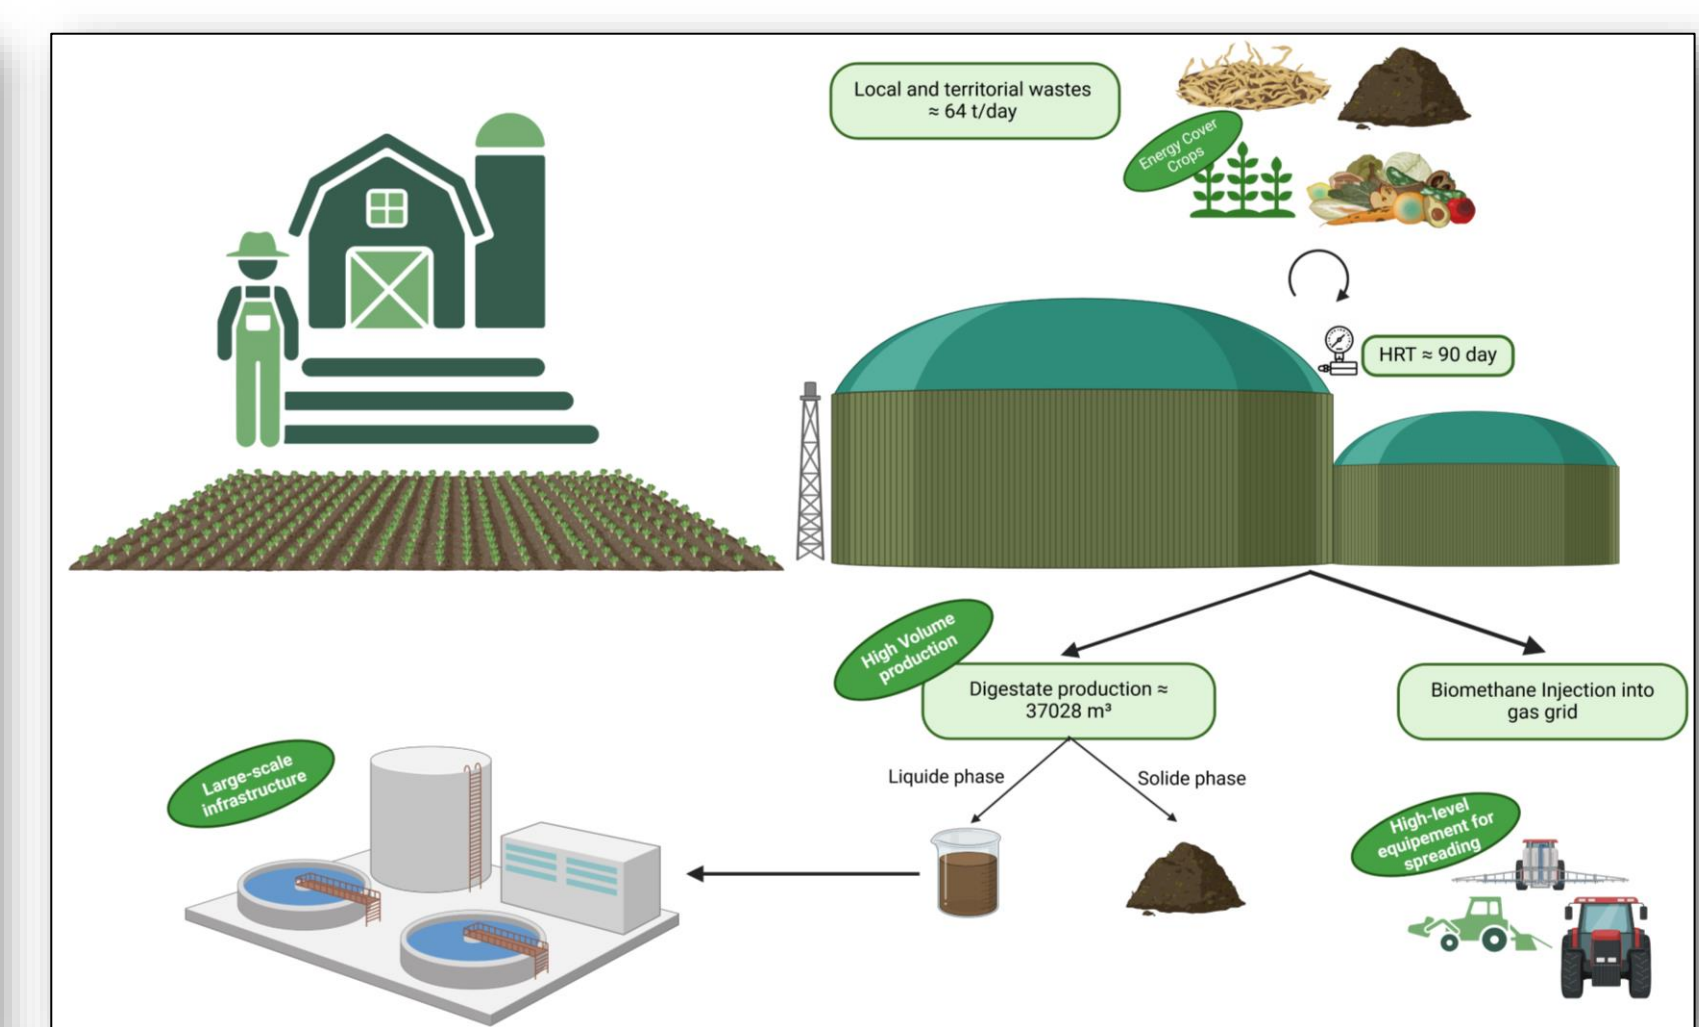 Local and territorial wastes
≈ 64 t/day
Energy Cover
Crops
HRT ≈ 90 day
High Volume
production
Digestate production ≈
37028 m³
Biomethane Injection into
gas grid
Liquide phase
Solide phase
Large-scale
infrastructure
High-level
equipement for
spreading